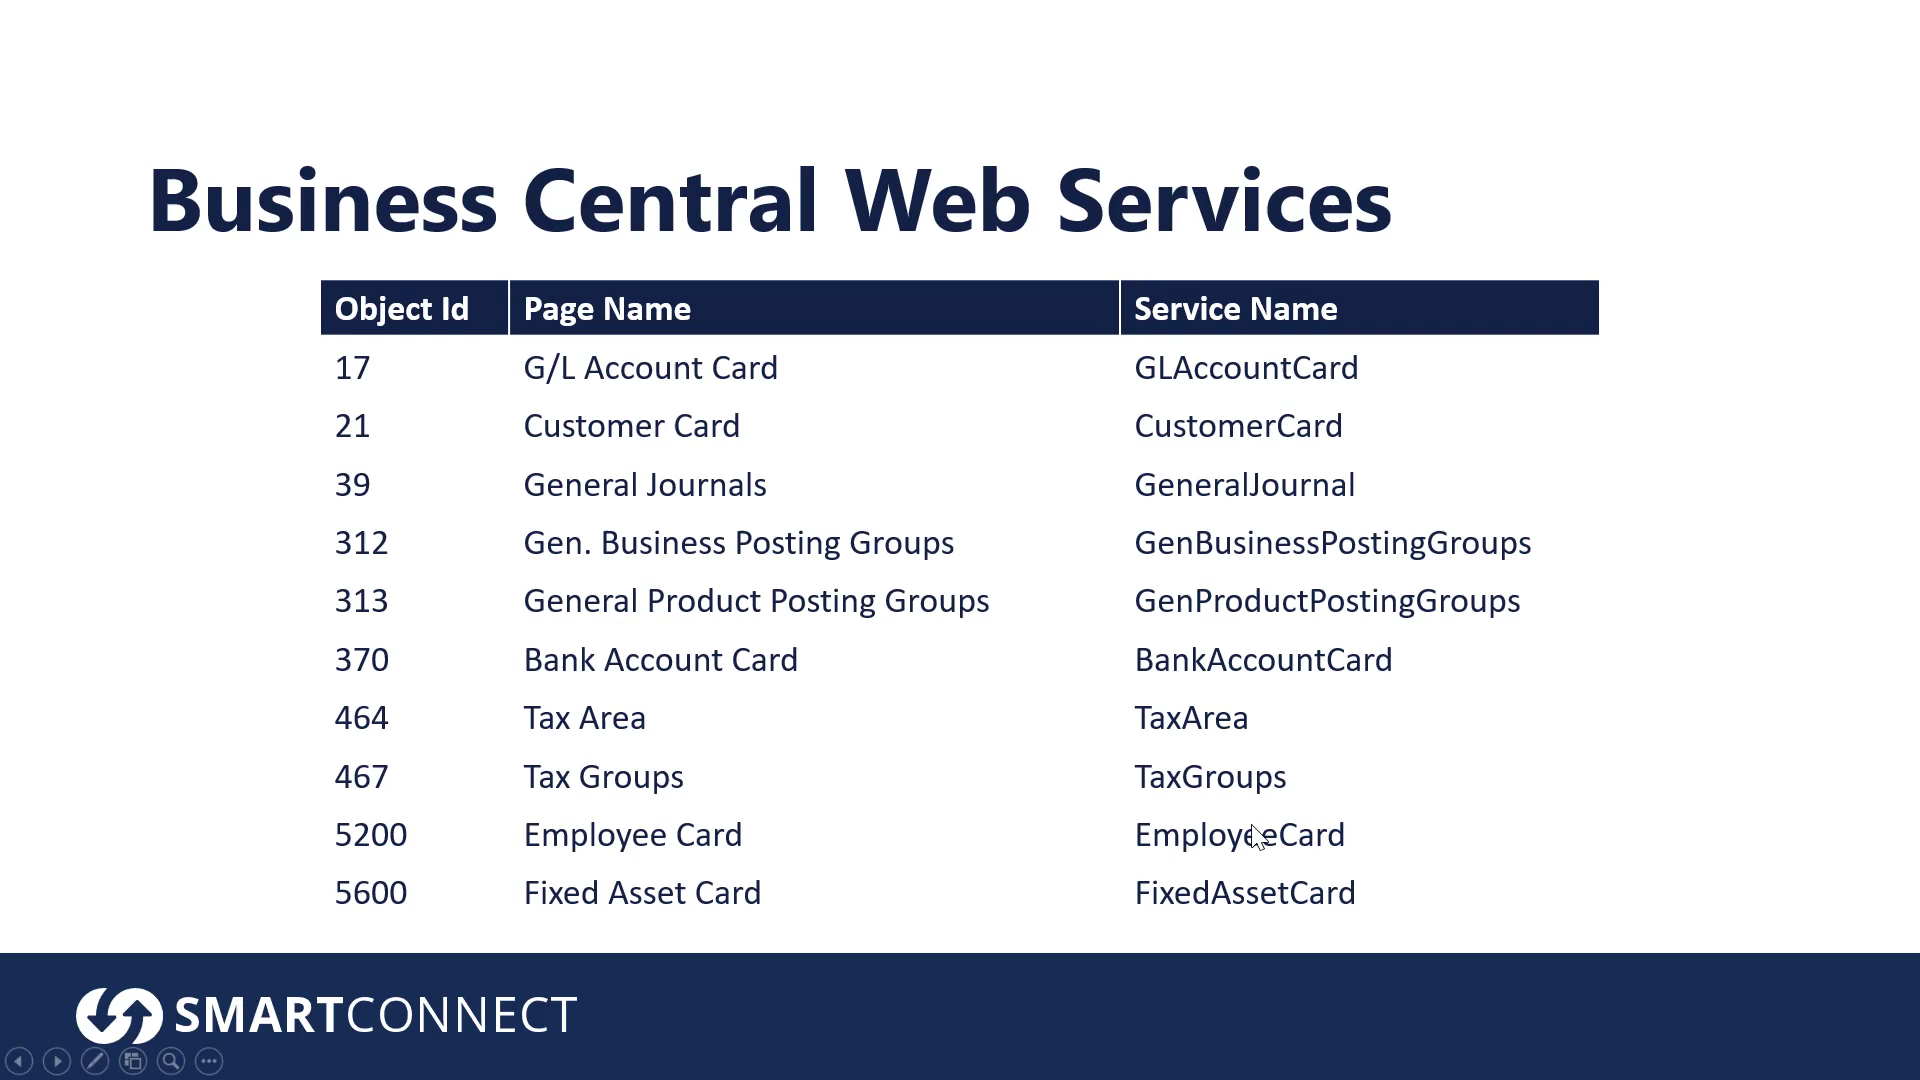 Business Central Web Services
Object Id Page Name Service Name
17 G/L Account Card GLAccountCard
21 Customer Card CustomerCard
39 General Journals GeneralJournal
312 Gen. Business Posting Groups GenBusinessPostingGroups
313 General Product Posting Groups GenProductPostingGroups
370 Bank Account Card BankAccountCard
464 Tax Area TaxArea
467 Tax Groups TaxGroups
5200 Employee Card EmployeeCard
5600 Fixed Asset Card FixedAssetCard
SMARTCONNECT